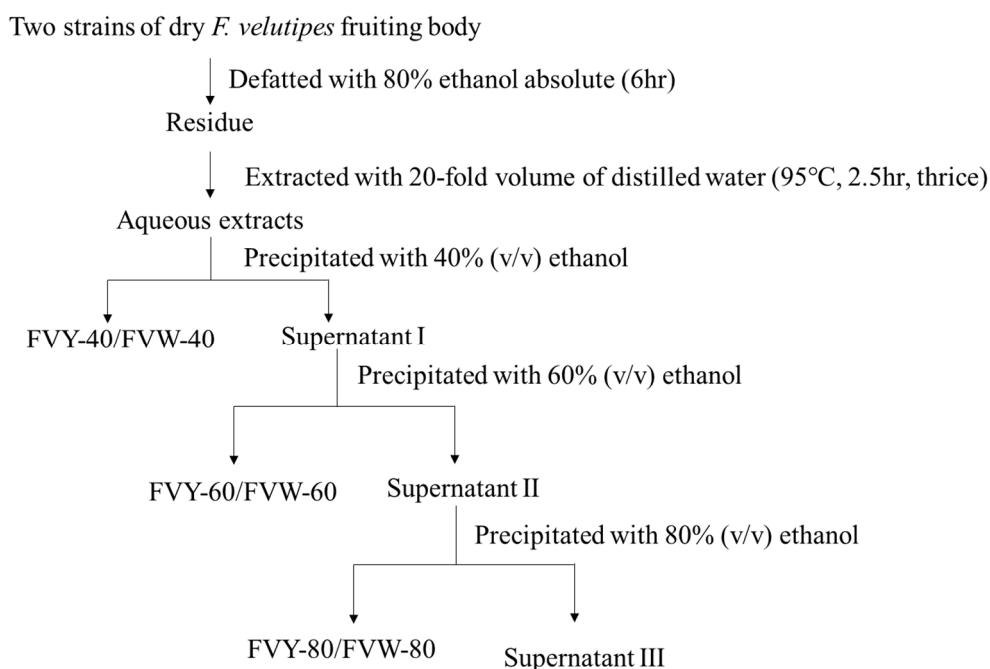 Two strains of dry F. velutipes fruiting body
Defatted with 80% ethanol absolute (6hr)
Residue
Extracted with 20-fold volume of distilled water (95℃, 2.5hr, thrice)
Aqueous extracts
Precipitated with 40% (v/v) ethanol
FVY-40/FVW-40
Supernatant I
Precipitated with 60% (v/v) ethanol
FVY-60/FVW-60
Supernatant II
Precipitated with 80% (v/v) ethanol
FVY-80/FVW-80
Supernatant III